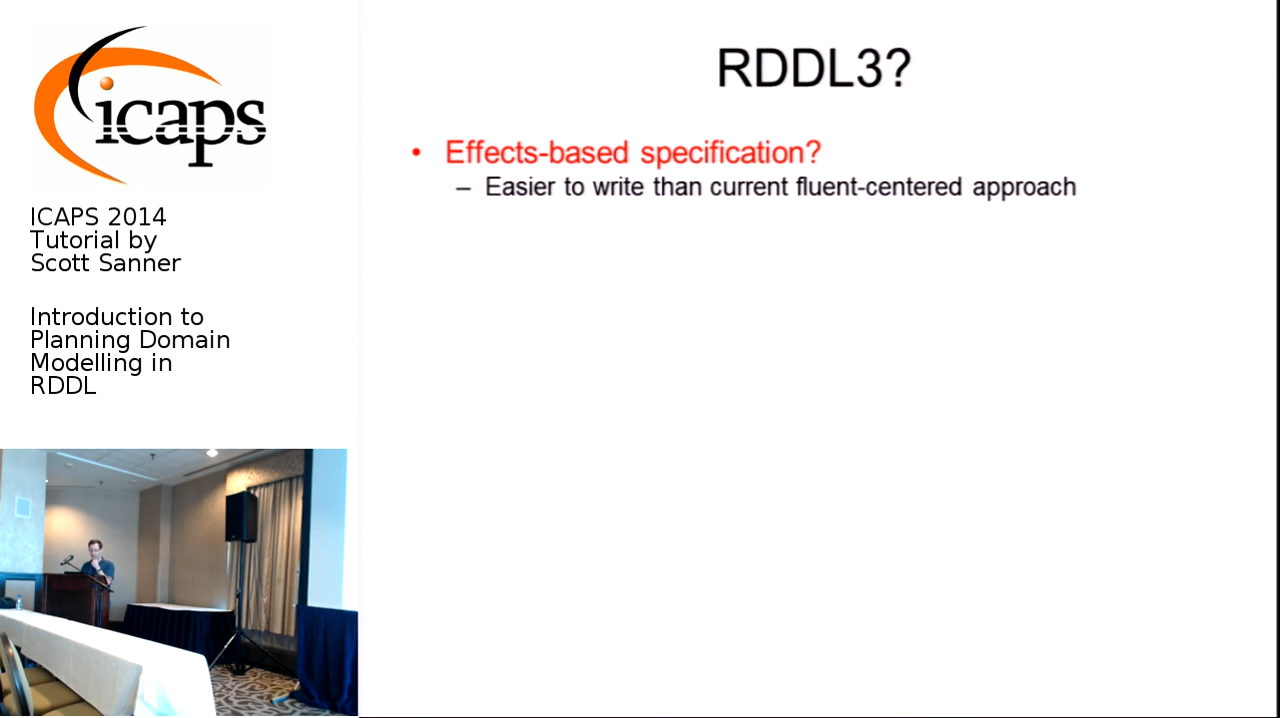 icaps
ICAPS 2014
Tutorial by
Scott Sanner
Introduction to
Planning Domain
Modelling in
RDDL
RDDL3?
• Effects-based specification?
– Easier to write than current fluent-centered approach